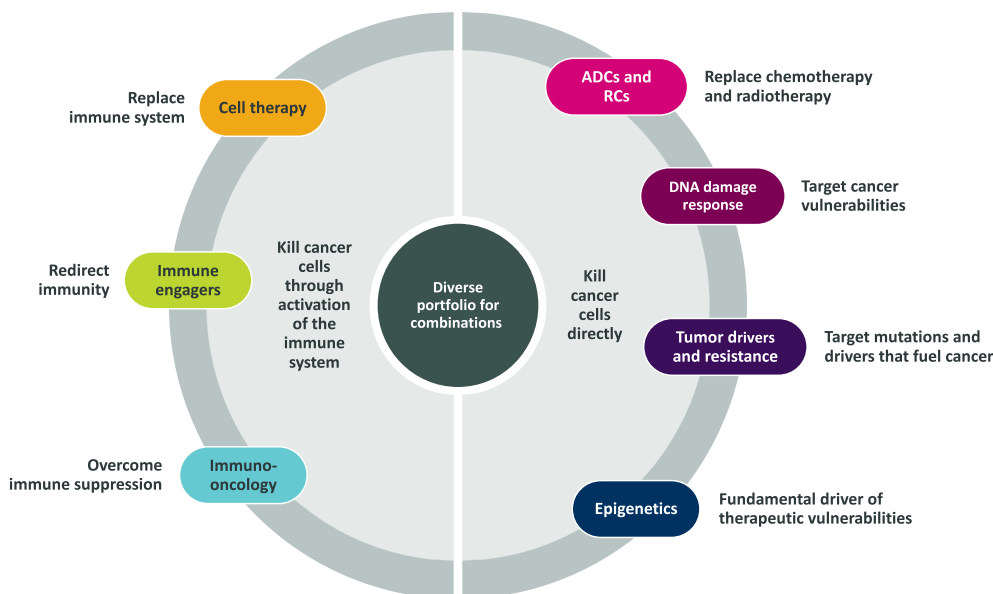 Replace
immune system
Cell therapy
Redirect
immunity
Immune
engagers
Overcome
immune suppression
Immuno-
oncology
Kill cancer
cells
through
activation
of the
immune
system
Diverse
portfolio for
combinations
Kill
cancer
cells
directly
ADCs and
RCs
Replace chemotherapy
and radiotherapy
DNA damage
response
Target cancer
vulnerabilities
Tumor drivers
and resistance
Target mutations and
drivers that fuel cancer
Epigenetics
Fundamental driver of
therapeutic vulnerabilities